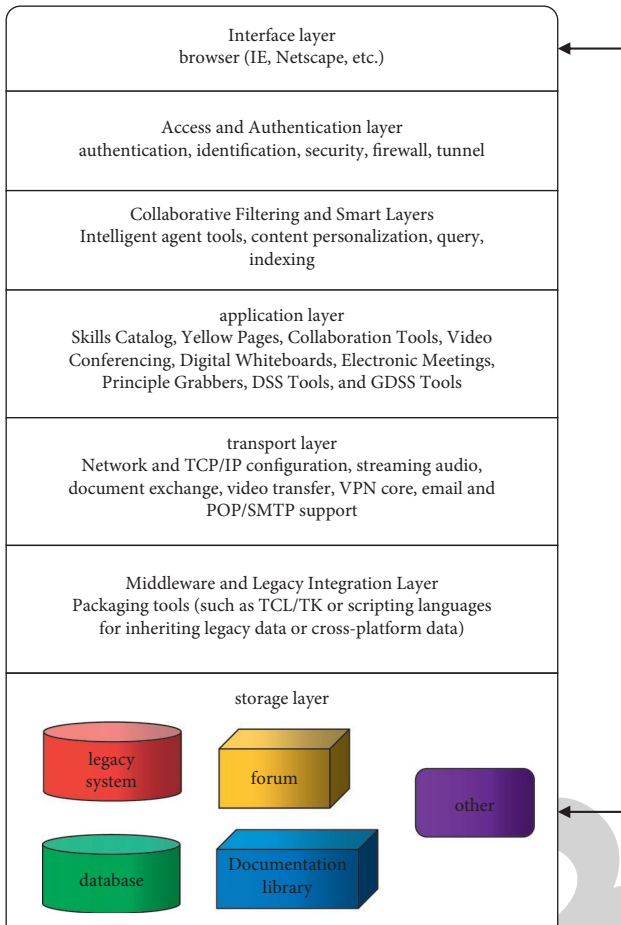 Interface layer
browser (IE, Netscape, etc.)
Access and Authentication layer
authentication, identification, security, firewall, tunnel
Collaborative Filtering and Smart Layers
Intelligent agent tools, content personalization, query,
indexing
application layer
Skills Catalog, Yellow Pages, Collaboration Tools, Video
Conferencing, Digital Whiteboards, Electronic Meetings,
Principle Grabbers, DSS Tools, and GDSS Tools
transport layer
Network and TCP/IP configuration, streaming audio,
document exchange, video transfer, VPN core, email and
POP/SMTP support
Middleware and Legacy Integration Layer
Packaging tools (such as TCL/TK or scripting languages
for inheriting legacy data or cross-platform data)
storage layer
legacy
system
forum
other
database
Documentation
library